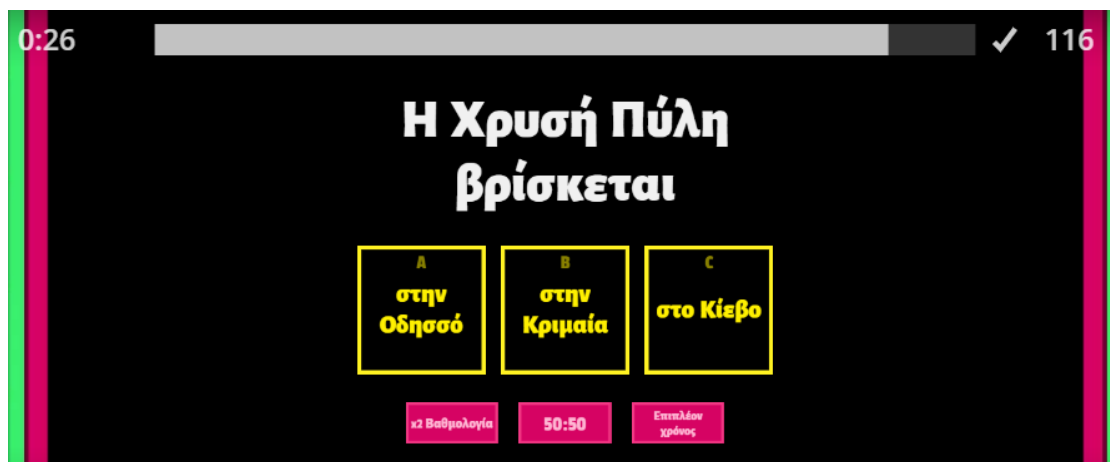 0:26 116
Η Χρυσή Πύλη
βρίσκεται
A B C
στην
Οδησσό
στην
Κριμαία
στο Κίεβο
x2 Βαθμολογία
50:50
Επιπλέον
χρόνος